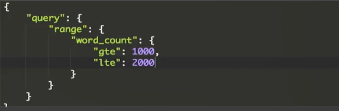 {
"query": {
"range": {
"word_count": {
"gte": 1000,
"lte": 2000
}
}
}
}